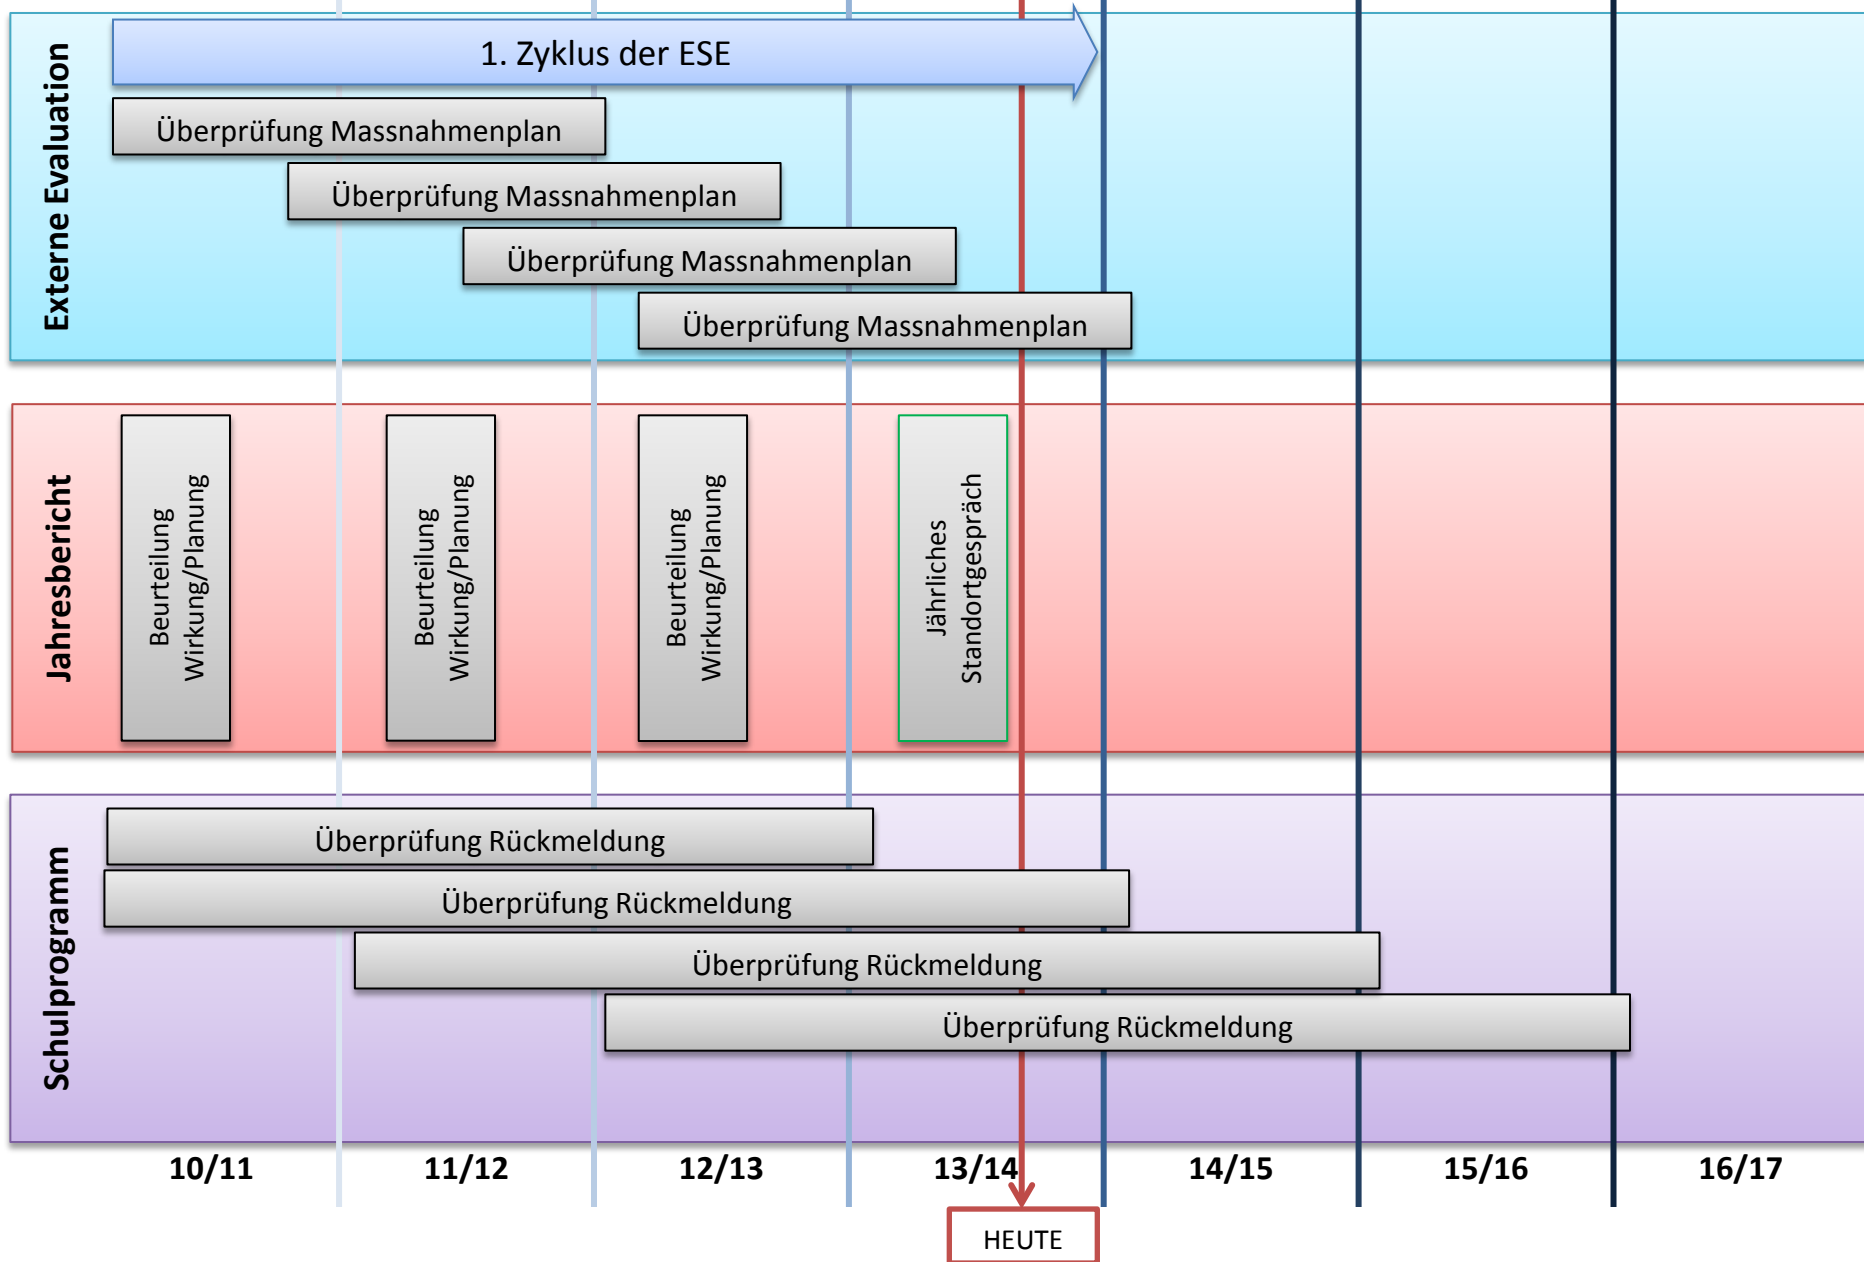 Externe Evaluation
1. Zyklus der ESE
Überprüfung Massnahmenplan
Überprüfung Massnahmenplan
Überprüfung Massnahmenplan
Überprüfung Massnahmenplan
Jahresbericht
Beurteilung
Wirkung/Planung
Beurteilung
Wirkung/Planung
Beurteilung
Wirkung/Planung
Jährliches
Standortgespräch
Schulprogramm
Überprüfung Rückmeldung
Überprüfung Rückmeldung
Überprüfung Rückmeldung
Überprüfung Rückmeldung
10/11 11/12 12/13 13/14 14/15 15/16 16/17
HEUTE